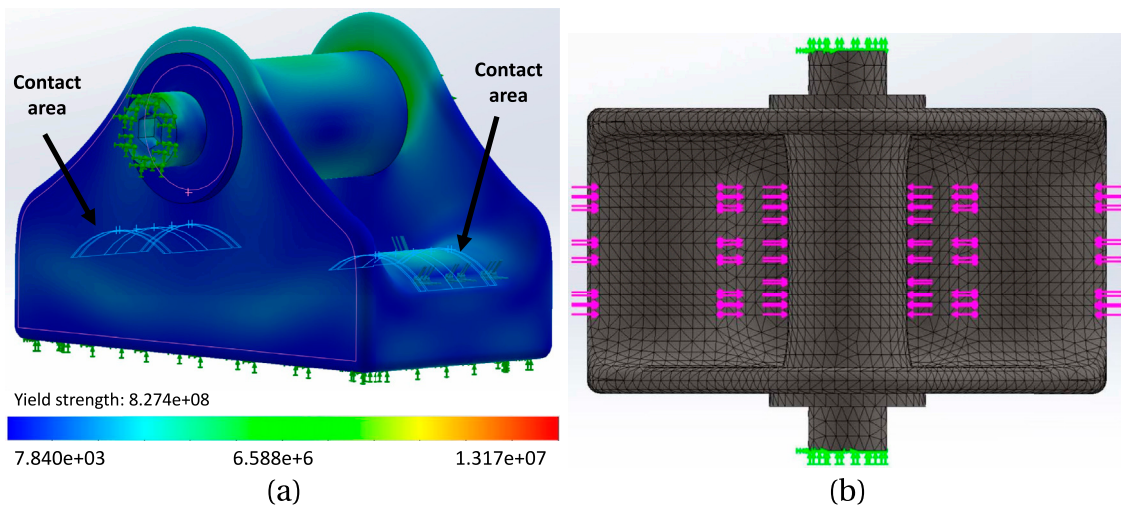 Contact
area
Contact
area
Yield strength: 8.274e+08
7.840e+03 6.588e+6 1.317e+07
(a) (b)